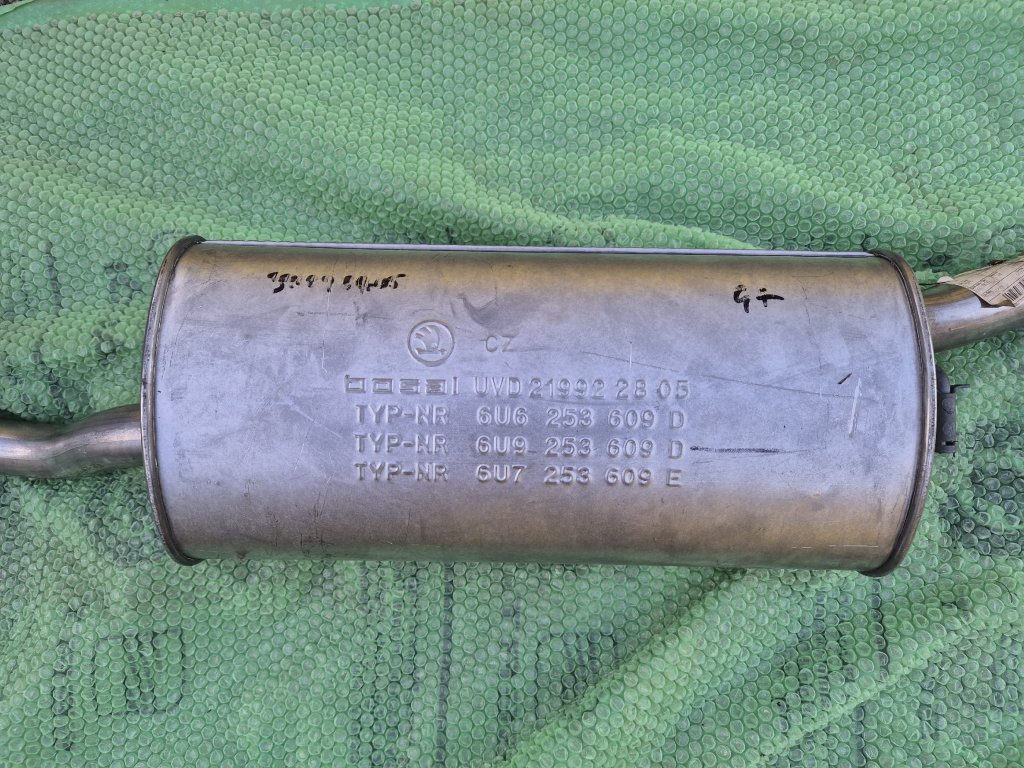 CZ
bosal UVD 21992 28 05
TYP-NR 6U6 253 609 D
TYP-NR 6U9 253 609 D
TYP-NR 6U7 253 609 E